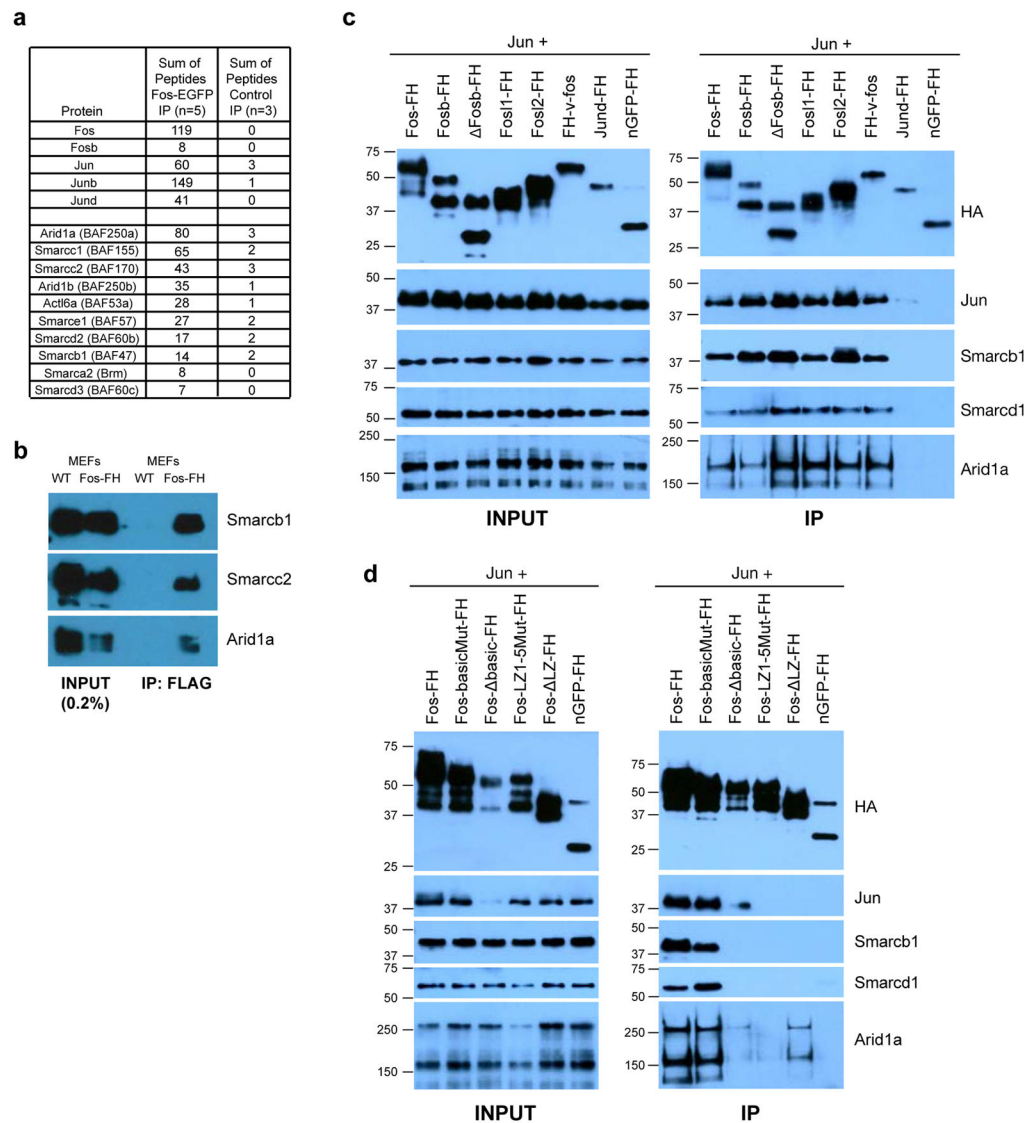 a
Protein
Sum of
Peptides
Fos-EGFP
IP (n=5)
Sum of
Peptides
Control
IP (n=3)
Fos 119 0
Fosb 8 0
Jun 60 3
Junb 149 1
Jund 41 0
Arid1a (BAF250a) 80 3
Smarcc1 (BAF155) 65 2
Smarcc2 (BAF170) 43 3
Arid1b (BAF250b) 35 1
Actl6a (BAF53a) 28 1
Smarce1 (BAF57) 27 2
Smarcd2 (BAF60b) 17 2
Smarcb1 (BAF47) 14 2
Smarca2 (Brm) 8 0
Smarcd3 (BAF60c) 7 0
b
MEFs MEFs
WT Fos-FH WT Fos-FH
Smarcb1
Smarcc2
Arid1a
INPUT
(0.2%)
IP: FLAG
c
Jun +
Fos-FH
Fosb-FH
ΔFosb-FH
Fosl1-FH
Fosl2-FH
FH-v-fos
Jund-FH
nGFP-FH
75
50
37
25
50
37
37
75
50
250
150
INPUT
Jun +
Fos-FH
Fosb-FH
ΔFosb-FH
Fosl1-FH
Fosl2-FH
FH-v-fos
Jund-FH
nGFP-FH
75
50
37
25
HA
50
37
Jun
37
Smarcb1
75
50
Smarcd1
250
150
Arid1a
IP
d
Jun +
Fos-FH
Fos-basicMut-FH
Fos-Δbasic-FH
Fos-LZ1-5Mut-FH
Fos-ΔLZ-FH
nGFP-FH
75
50
37
25
37
50
37
75
50
250
150
INPUT
Jun +
Fos-FH
Fos-basicMut-FH
Fos-Δbasic-FH
Fos-LZ1-5Mut-FH
Fos-ΔLZ-FH
nGFP-FH
75
50
37
25
HA
37
Jun
50
37
Smarcb1
75
50
Smarcd1
250
150
Arid1a
IP